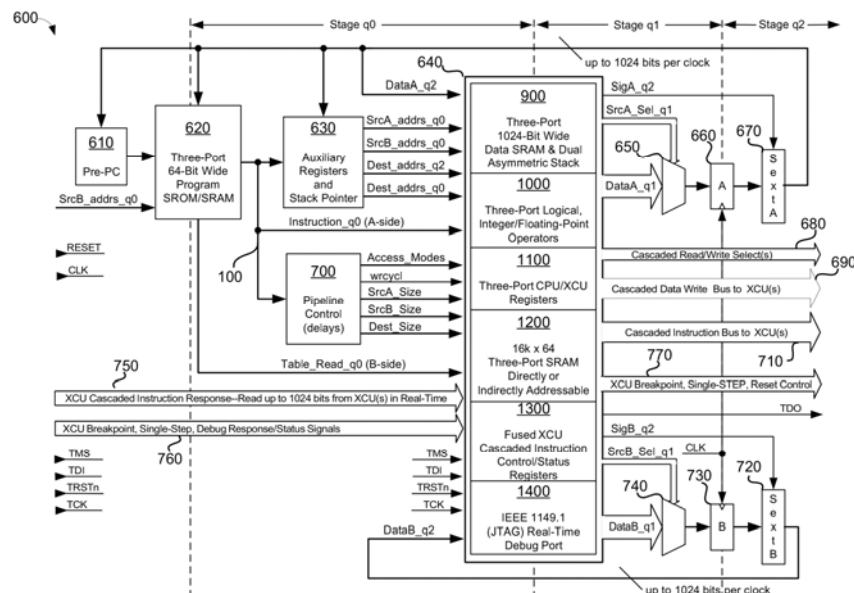 600
Stage q0
Stage q1
Stage q2
up to 1024 bits per clock
640
DataA_q2
SigA_q2
SrcA_Sel_q1
610
Pre-PC
620
Three-Port
64-Bit Wide
Program
SROM/SRAM
630
Auxiliary
Registers
and
Stack Pointer
SrcA_addrs_q0
SrcB_addrs_q0
Dest_addrs_q2
Dest_addrs_q0
900
Three-Port
1024-Bit Wide
Data SRAM & Dual
Asymmetric Stack
650
660
670
DataA_q1
A
SextA
SrcB_addrs_q0
Instruction_q0 (A-side)
1000
Three-Port Logical,
Integer/Floating-Point
Operators
RESET
CLK
100
700
Pipeline
Control
(delays)
Access_Modes
wrcycl
SrcA_Size
SrcB_Size
Dest_Size
1100
Three-Port CPU/XCU
Registers
680
Cascaded Read/Write Select(s)
690
Cascaded Data Write Bus to XCU(s)
Cascaded Instruction Bus to XCU(s)
710
1200
16k x 64
Three-Port SRAM
Directly or
Indirectly Addressable
Table_Read_q0 (B-side)
750
XCU Cascaded Instruction Response--Read up to 1024 bits from XCU(s) in Real-Time
770
XCU Breakpoint, Single-STEP, Reset Control
TDO
XCU Breakpoint, Single-Step, Debug Response/Status Signals
760
1300
Fused XCU
Cascaded Instruction
Control/Status
Registers
SigB_q2
CLK
SrcB_Sel_q1
TMS
TDI
TRSTn
TCK
TMS
TDI
TRSTn
TCK
1400
IEEE 1149.1
(JTAG) Real-Time
Debug Port
740
730
720
DataB_q1
B
SextB
DataB_q2
up to 1024 bits per clock